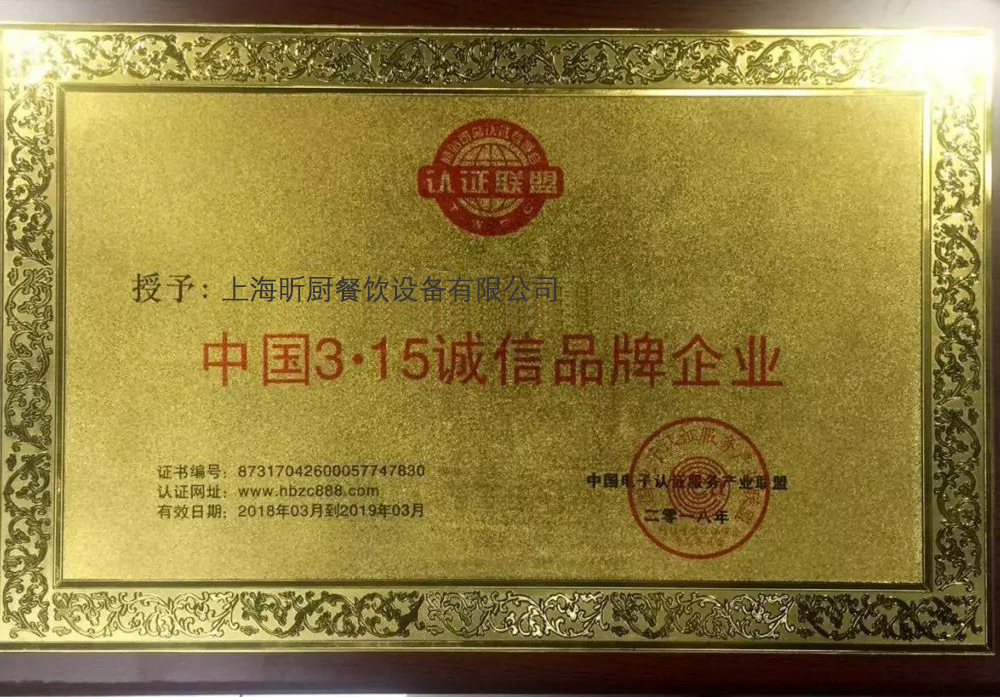 认证联盟
授予：上海昕厨餐饮设备有限公司
中国3·15诚信品牌企业
证书编号：87317042600057747830
认证网址：www.hbzc888.com
有效日期：2018年03月到2019年03月
中国电子认证服务产业联盟
二零一八年